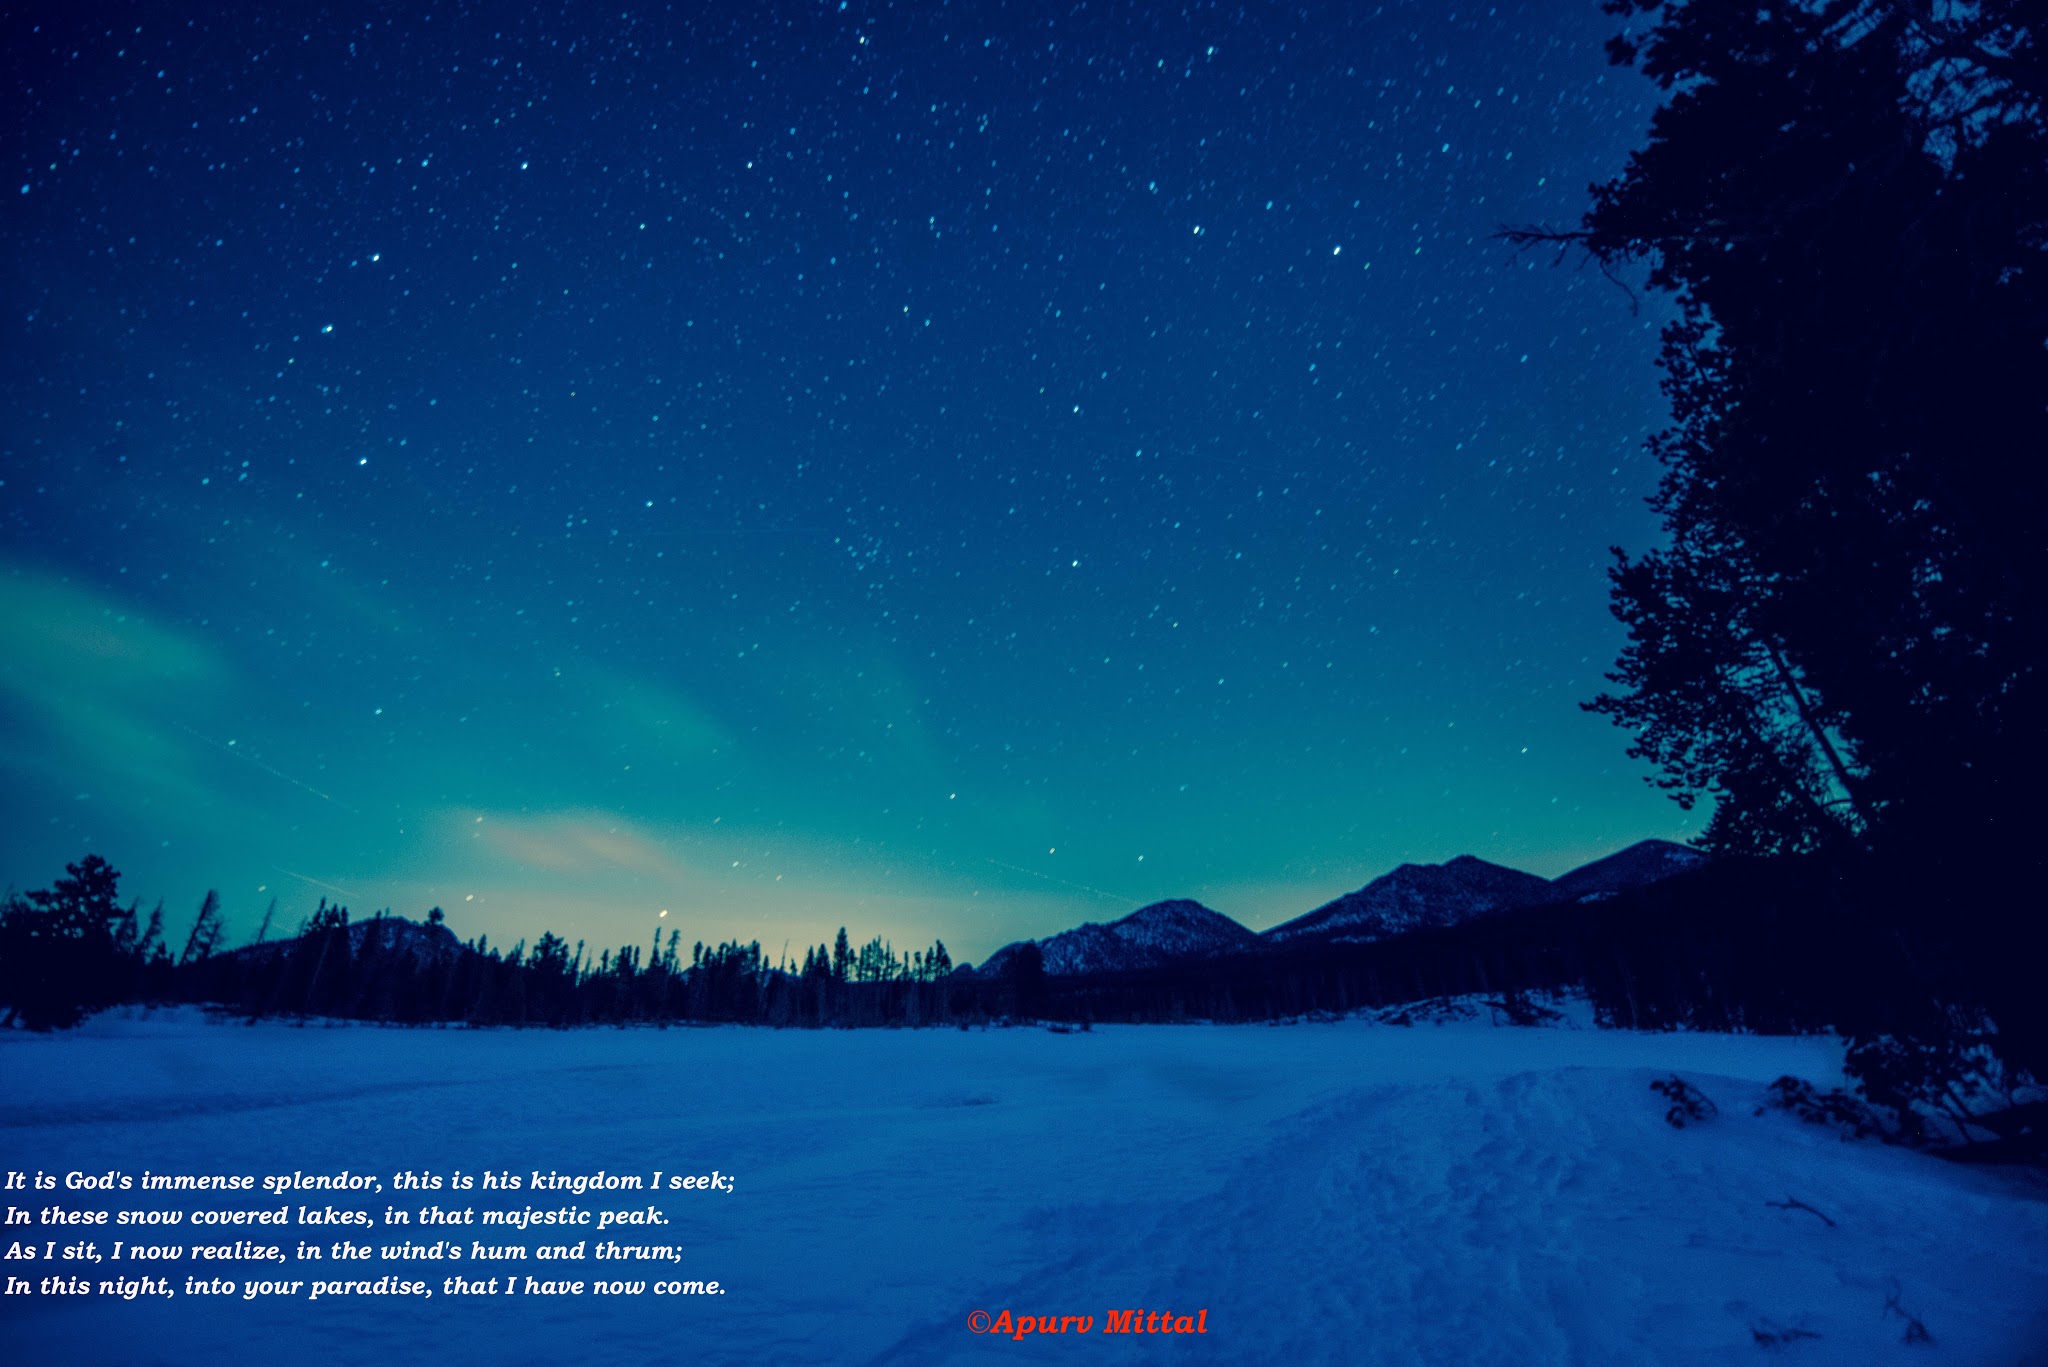 It is God's immense splendor, this is his kingdom I seek;
In these snow covered lakes, in that majestic peak.
As I sit, I now realize, in the wind's hum and thrum;
In this night, into your paradise, that I have now come.
©Apurv Mittal